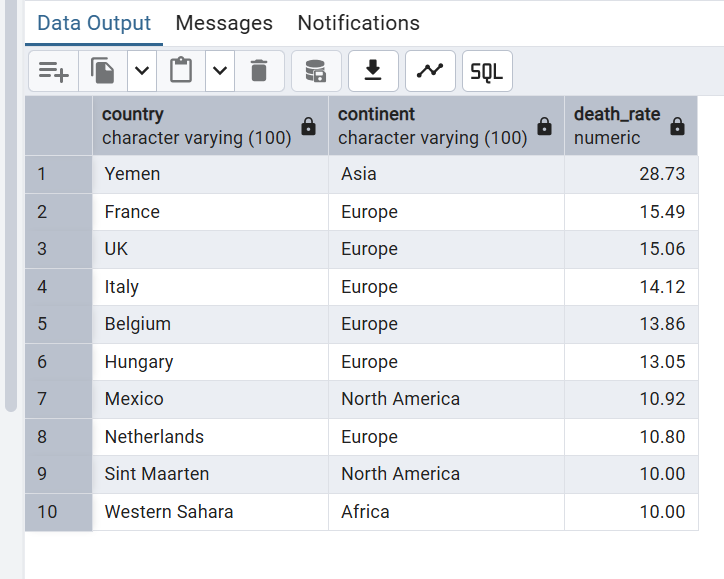 Data Output Messages Notifications
SQL
country continent death_rate
character varying (100) character varying (100) numeric
1 Yemen Asia 28.73
2 France Europe 15.49
3 UK Europe 15.06
4 Italy Europe 14.12
5 Belgium Europe 13.86
6 Hungary Europe 13.05
7 Mexico North America 10.92
8 Netherlands Europe 10.80
9 Sint Maarten North America 10.00
10 Western Sahara Africa 10.00